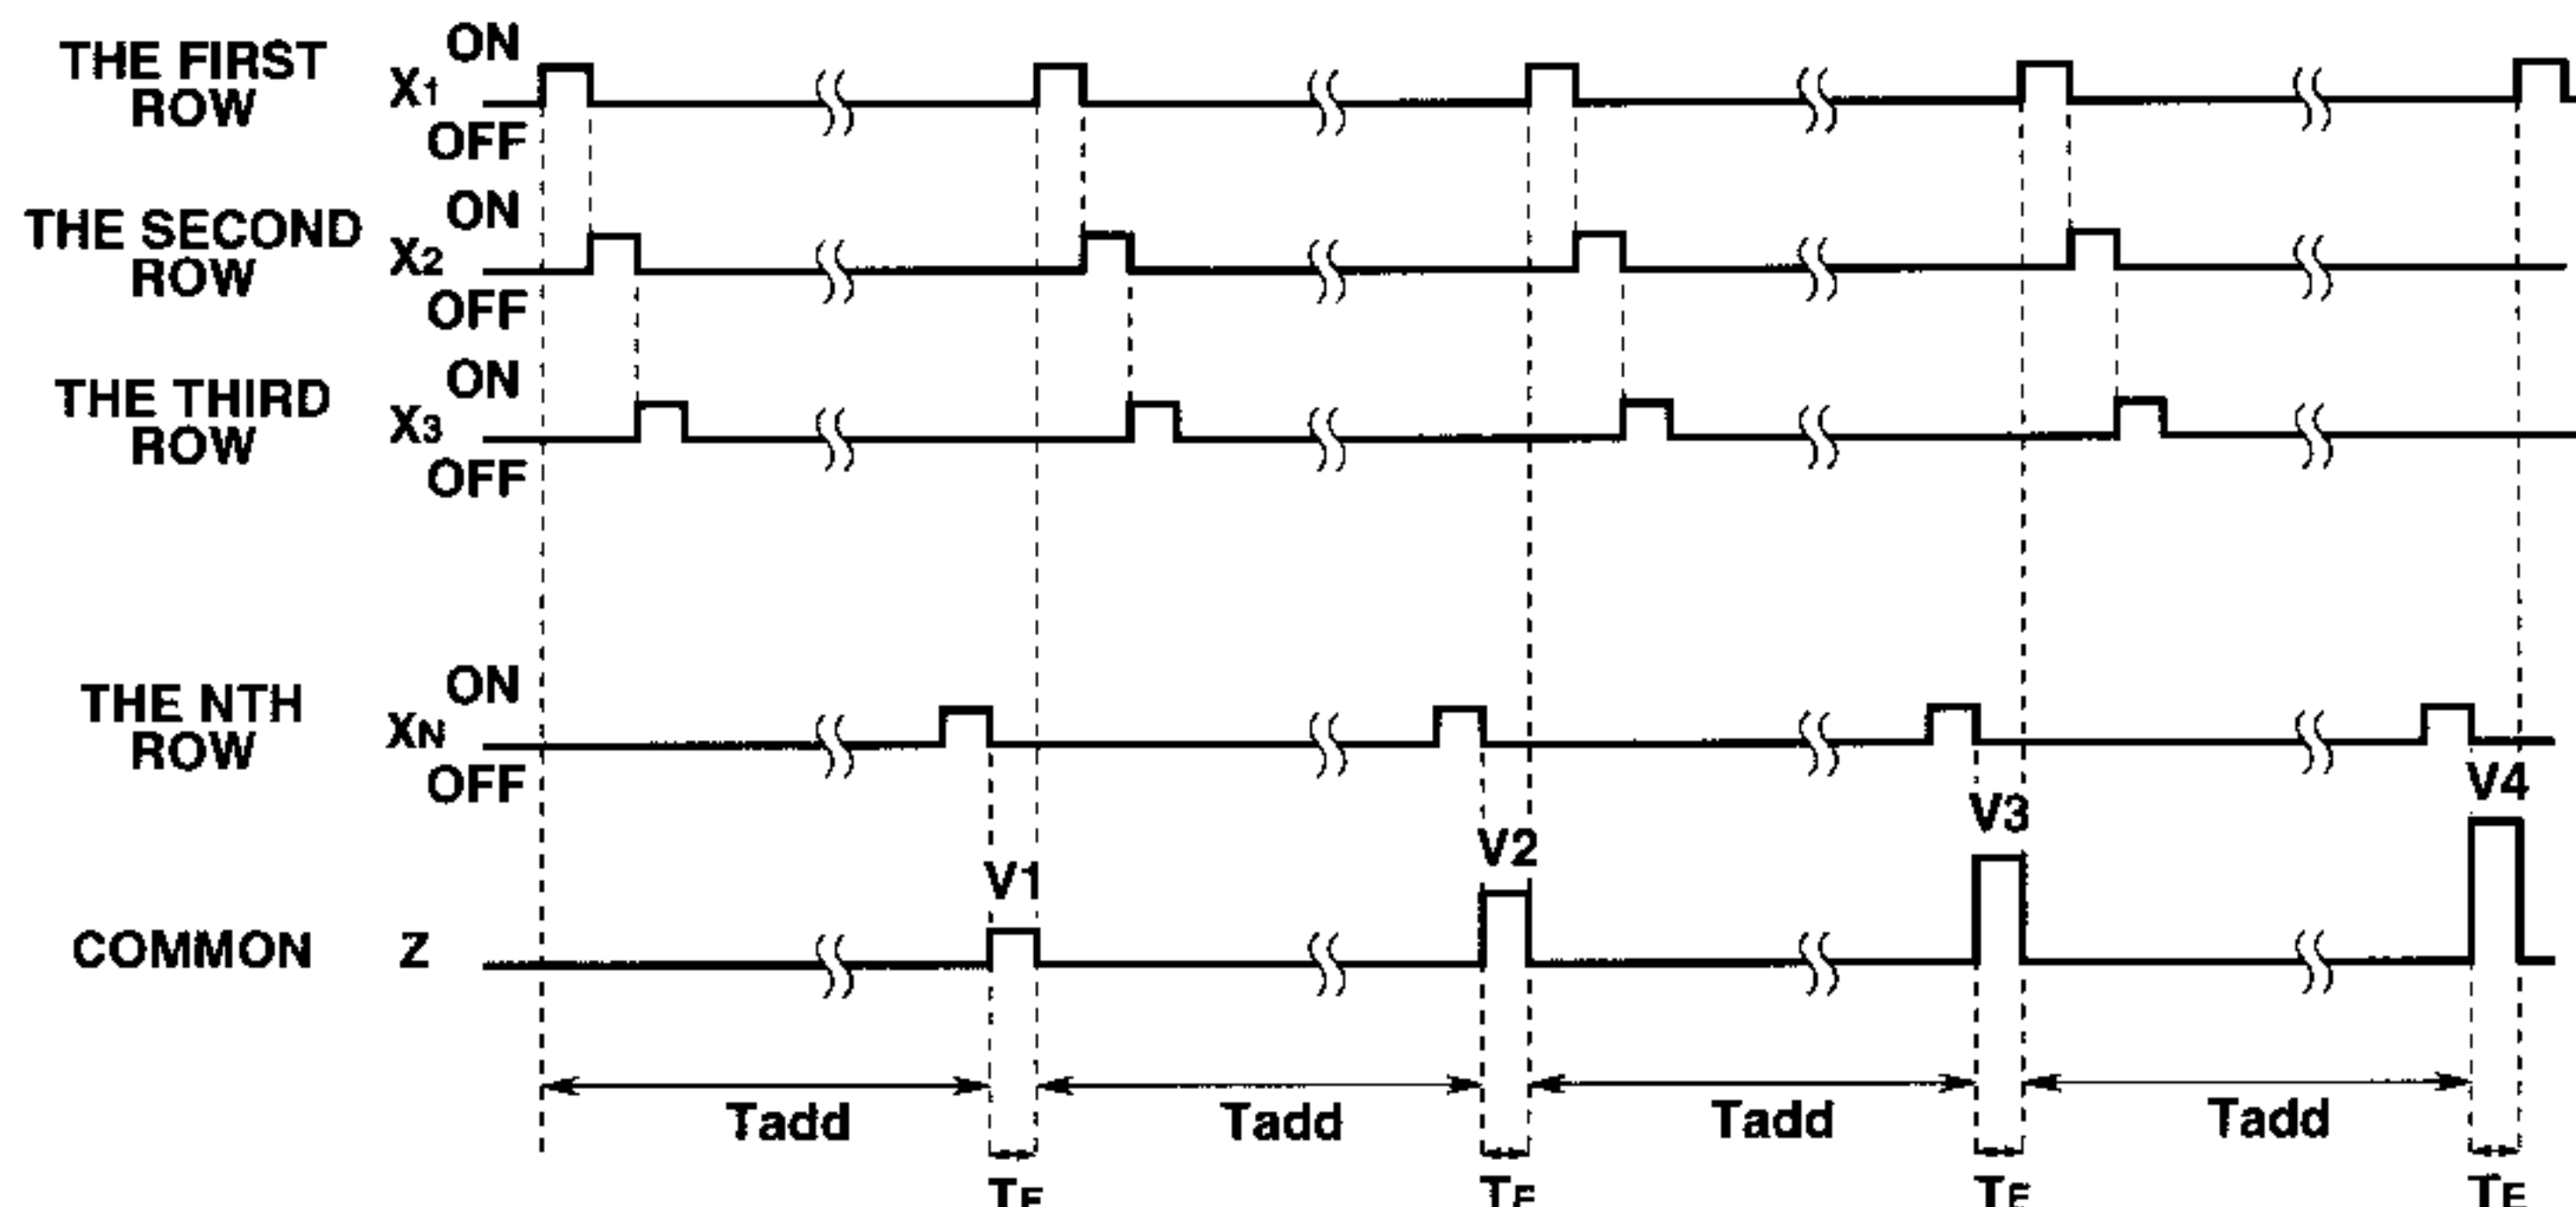 THE FIRST
ROW
X1
ON
OFF
THE SECOND
ROW
X2
ON
OFF
THE THIRD
ROW
X3
ON
OFF
THE NTH
ROW
XN
ON
OFF
V1
V2
V3
V4
COMMON
Z
Tadd
Tadd
Tadd
Tadd
TE
TE
TE
TE